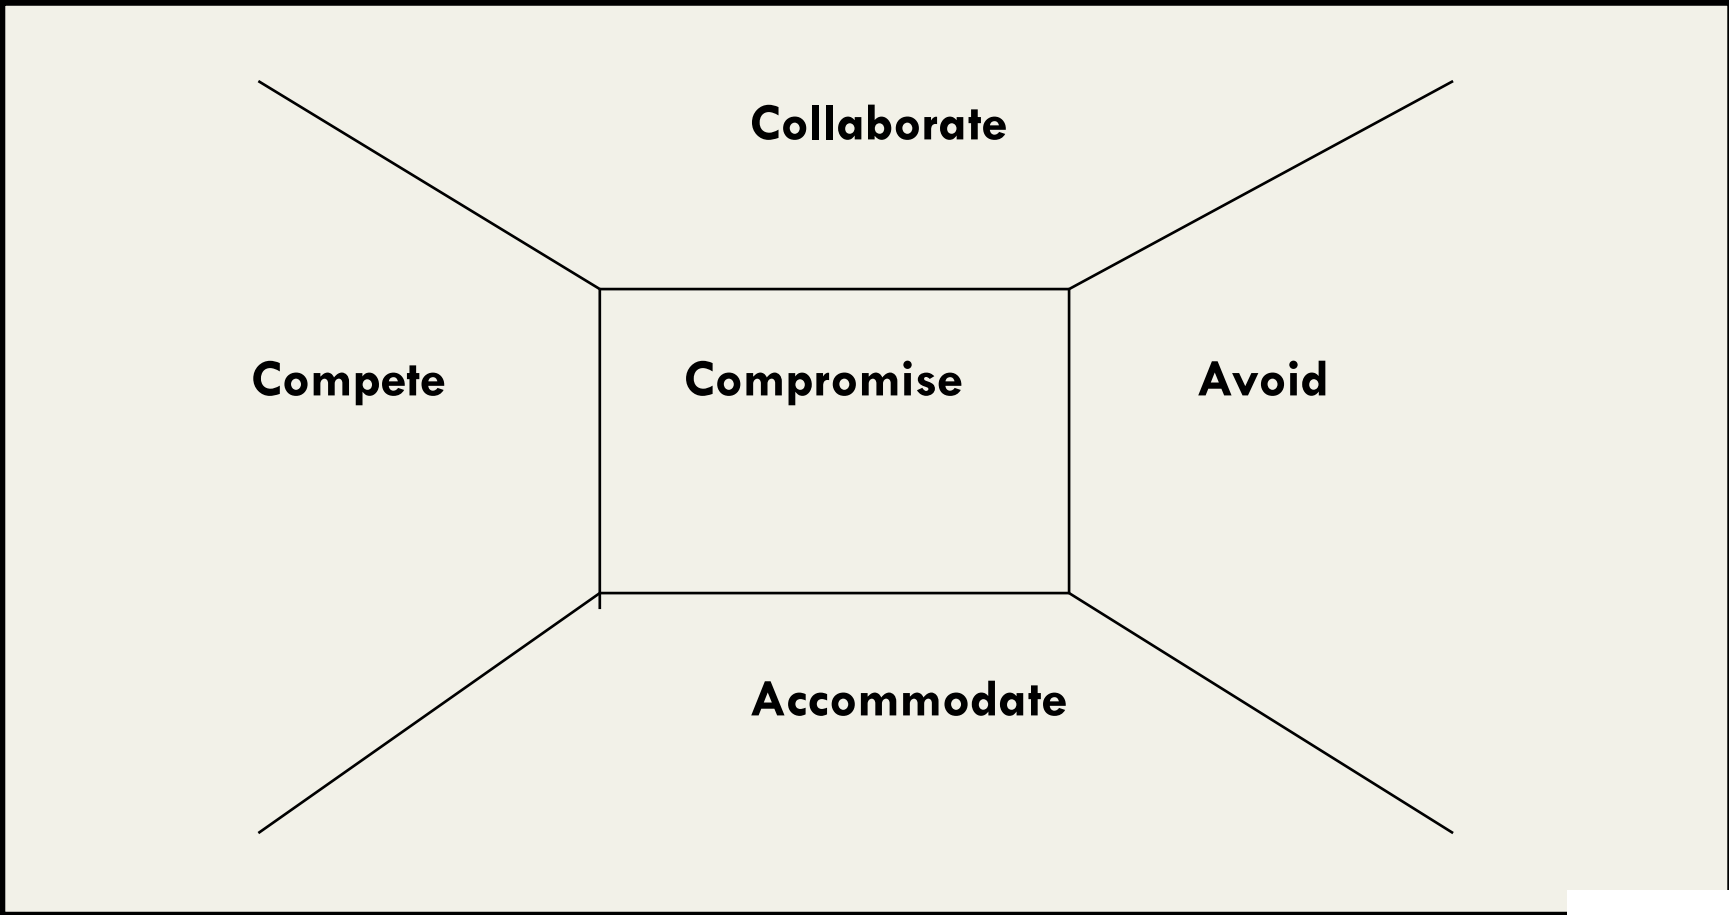 Collaborate
Compete
Compromise
Avoid
Accommodate